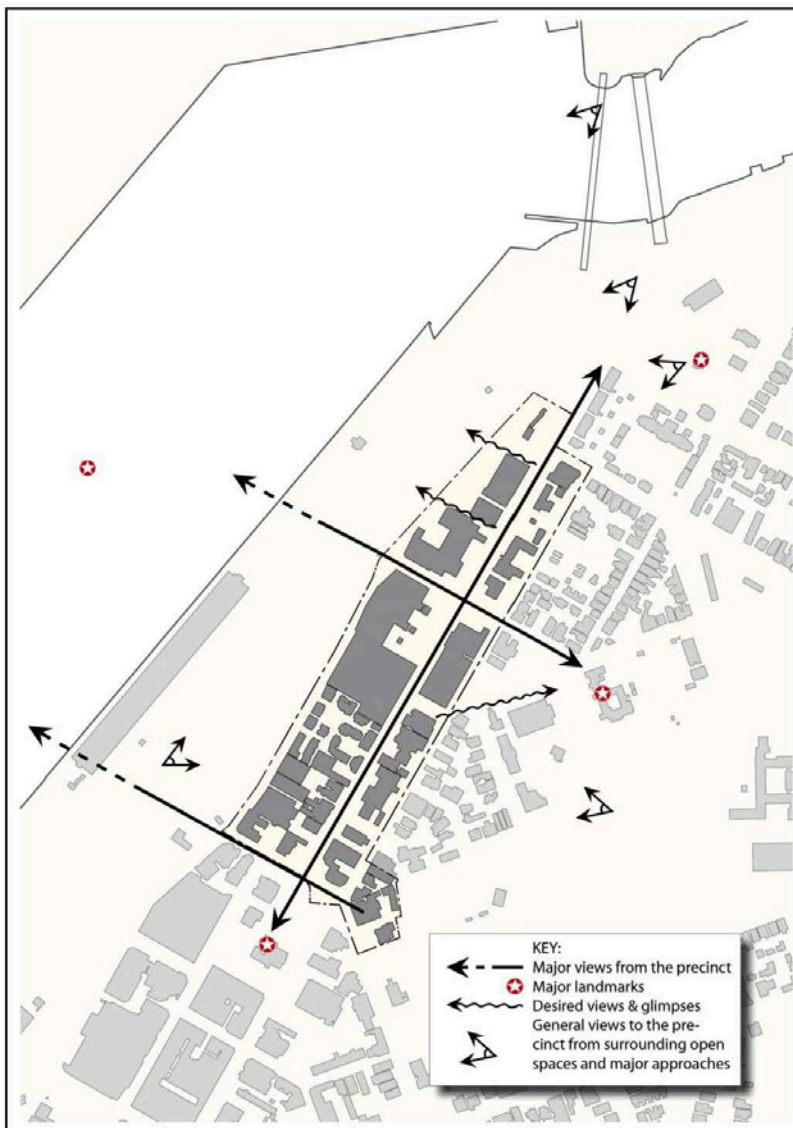 KEY:
Major views from the precinct
Major landmarks
Desired views & glimpses
General views to the pre-
cinct from surrounding open
spaces and major approaches